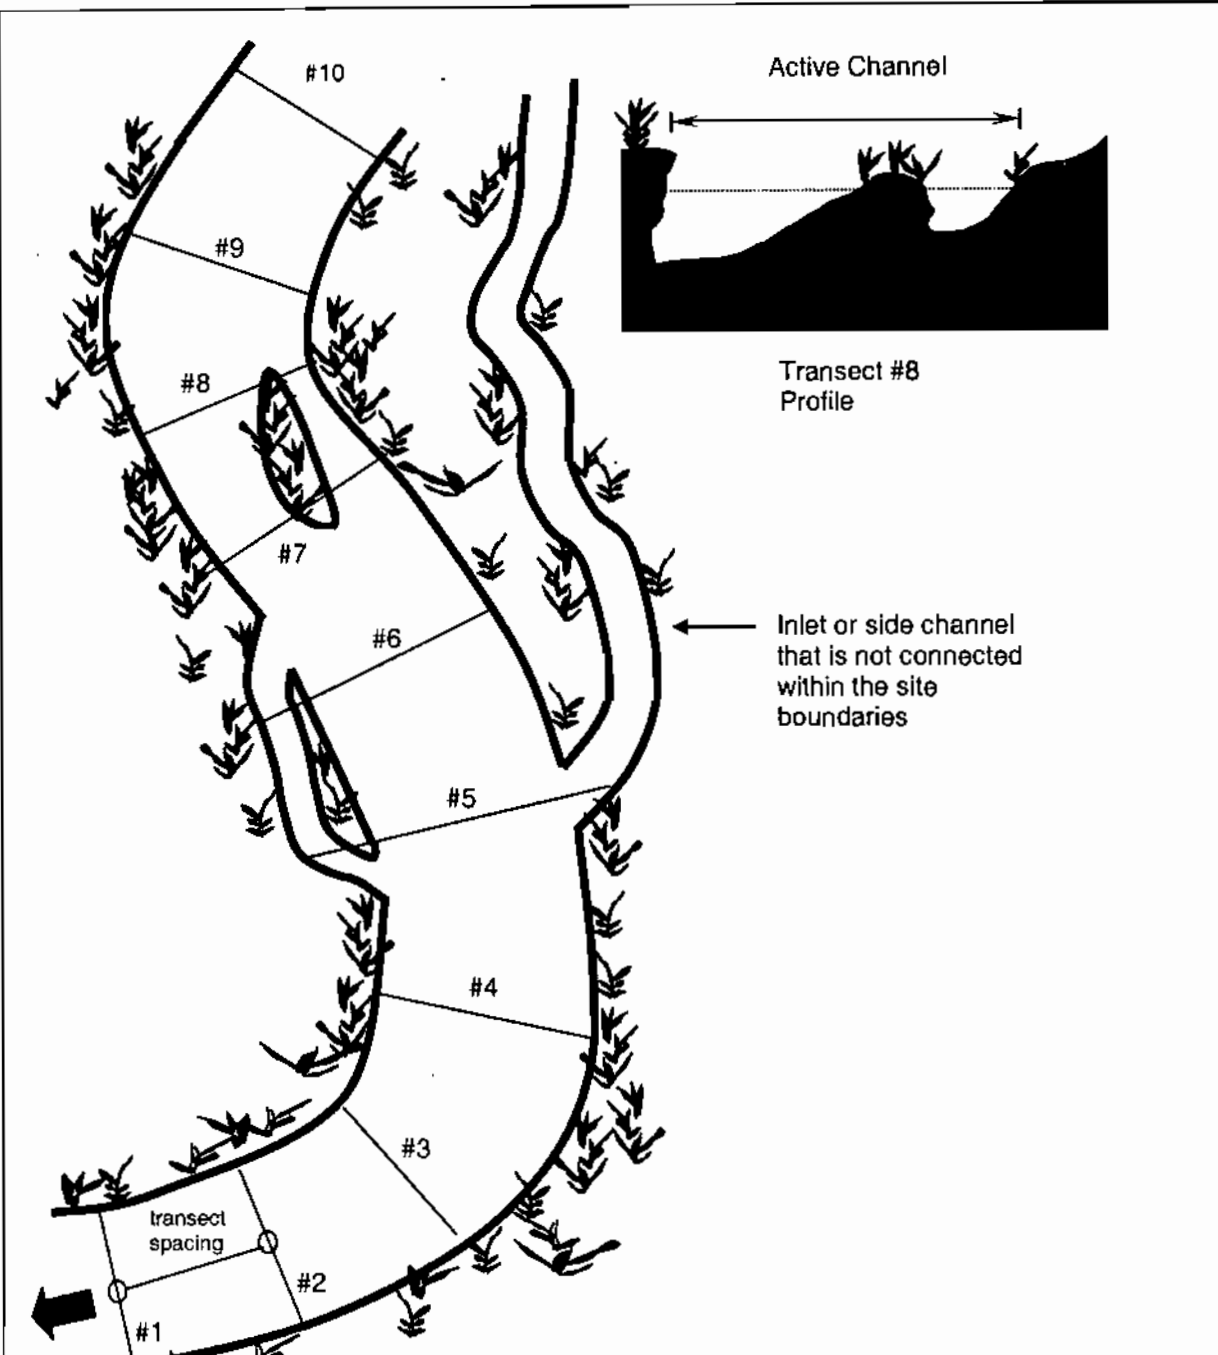 #10
Active Channel
#9
#8
Transect #8
Profile
#7
#6
Inlet or side channel
that is not connected
within the site
boundaries
#5
#4
#3
transect
spacing
#2
#1